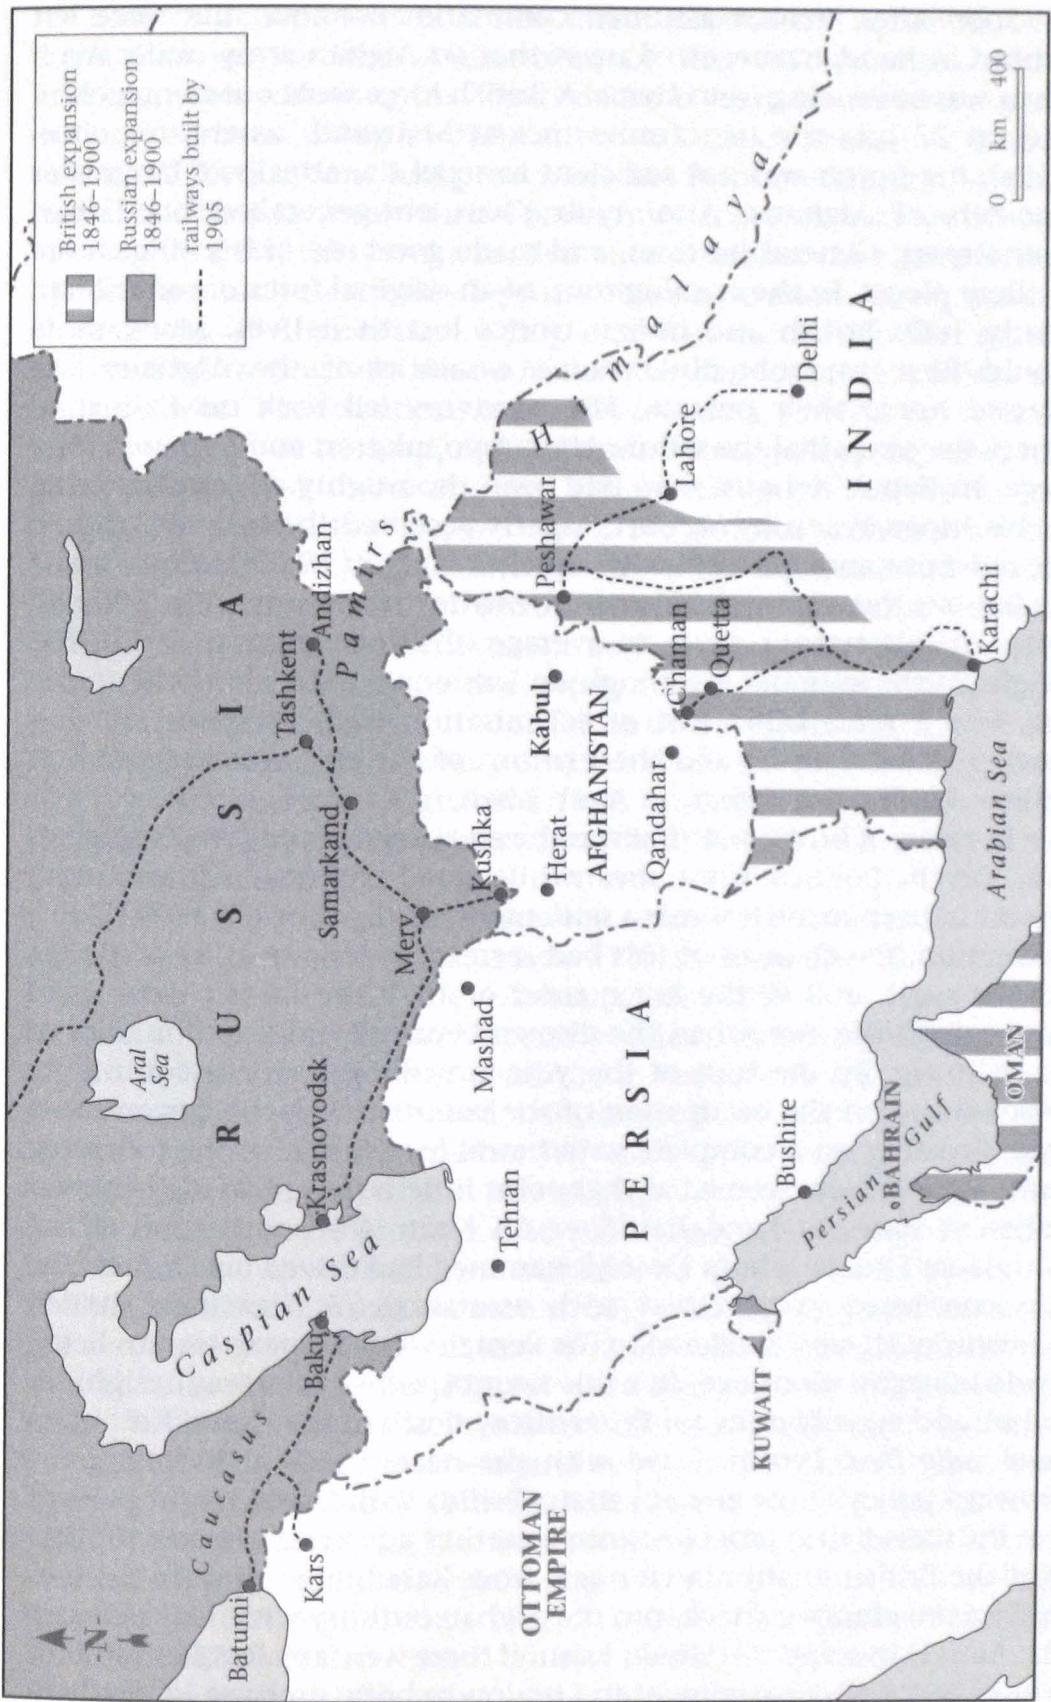 British expansion
1846–1900
Russian expansion
1846–1900
railways built by
1905
N
0 km 400
RUSSIA
Aral
Sea
Caspian Sea
Caucasus
Batumi
Kars
Baku
Krasnovodsk
Tashkent
Andizhan
Samarkand
Pamirs
Merv
Kushka
Mashad
Herat
Tehran
OTTOMAN
EMPIRE
PERSIA
AFGHANISTAN
Kabul
Peshawar
Qandahar
Chaman
Quetta
Lahore
Himalaya
Delhi
INDIA
Karachi
Arabian Sea
Bushire
KUWAIT
Persian Gulf
BAHRAIN
OMAN